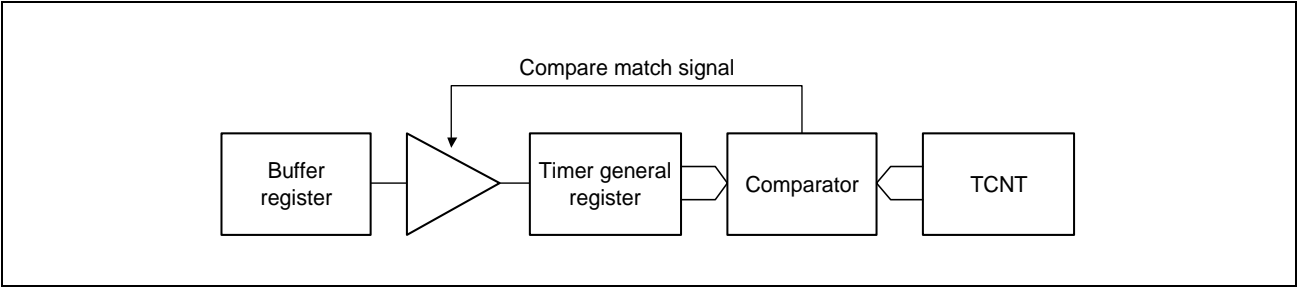 Compare match signal
Buffer
register
Timer general
register
Comparator
TCNT